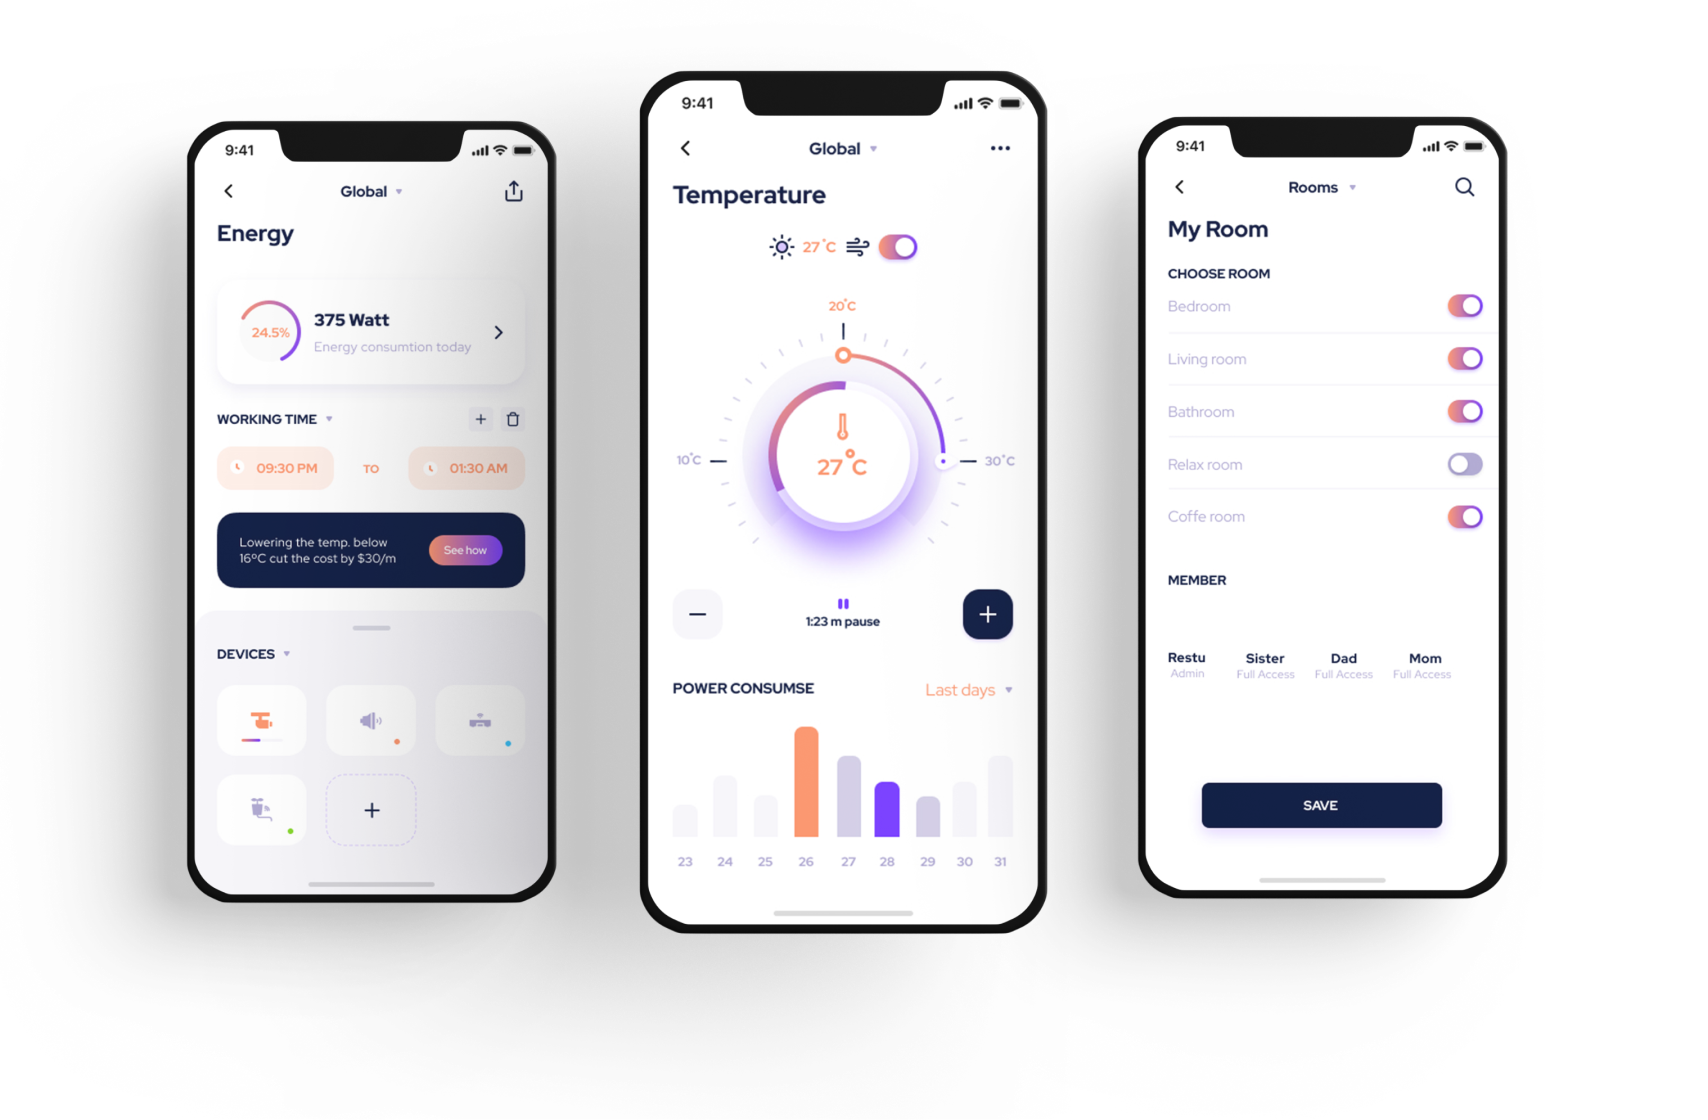 9:41
Global
Energy
24.5%
375 Watt
Energy consumtion today
WORKING TIME
09:30 PM
TO
01:30 AM
Lowering the temp. below
16ºC cut the cost by $30/m
See how
DEVICES
9:41
Global
Temperature
27°C
20°C
10°C
30°C
27°C
1:23 m pause
POWER CONSUMSE
Last days
23 24 25 26 27 28 29 30 31
9:41
Rooms
My Room
CHOOSE ROOM
Bedroom
Living room
Bathroom
Relax room
Coffe room
MEMBER
Restu Sister Dad Mom
Admin Full Access Full Access Full Access
SAVE